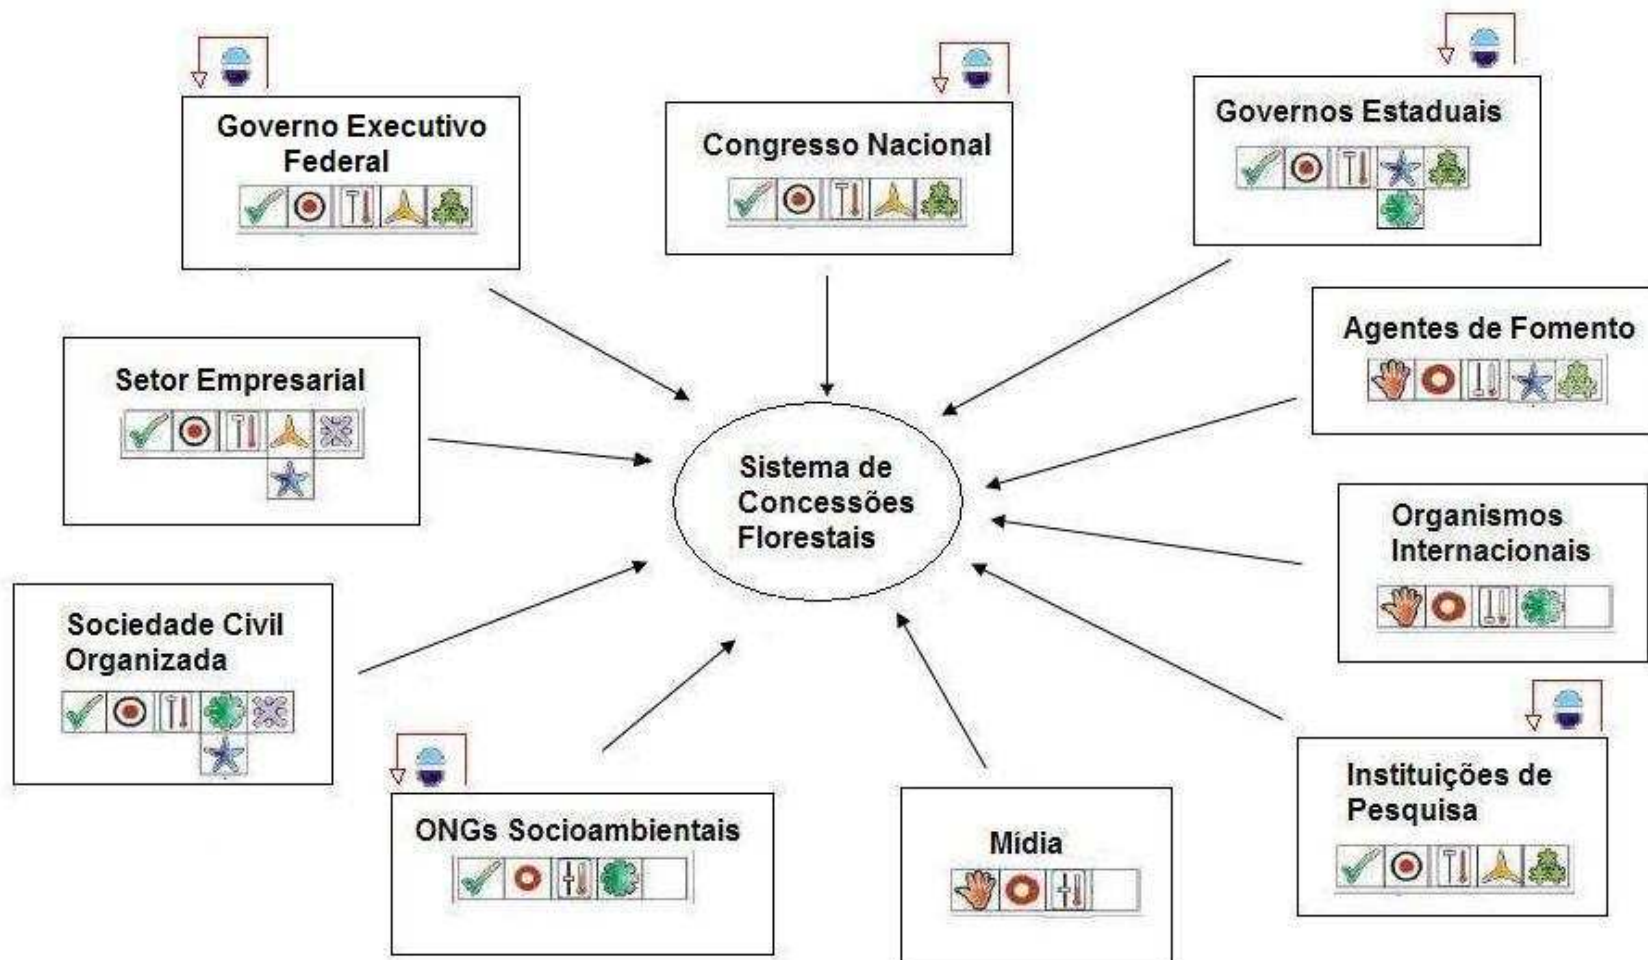 Governo Executivo
Federal
Congresso Nacional
Governos Estaduais
Agentes de Fomento
Setor Empresarial
Sistema de
Concessões
Florestais
Organismos
Internacionais
Sociedade Civil
Organizada
ONGs Socioambientais
Mídia
Instituições de
Pesquisa